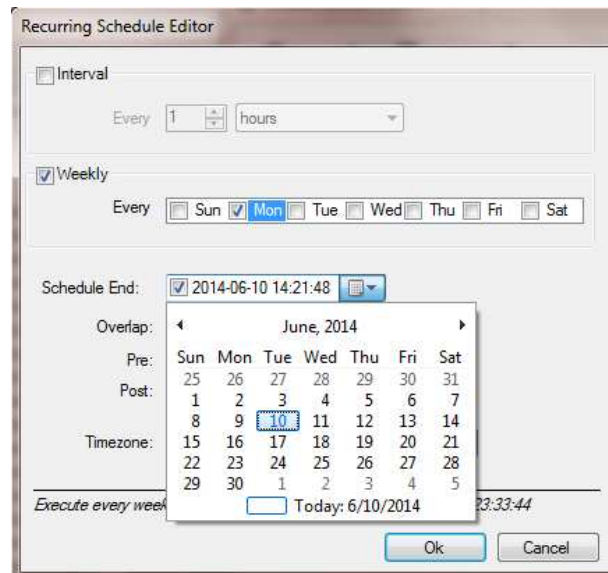 Recurring Schedule Editor
Interval
Every 1 hours
Weekly
Every Sun Mon Tue Wed Thu Fri Sat
Schedule End: 2014-06-10 14:21:48
Overlap:
June, 2014
Pre:
Sun Mon Tue Wed Thu Fri Sat
25 26 27 28 29 30 31
Post:
1 2 3 4 5 6 7
8 9 10 11 12 13 14
Timezone:
15 16 17 18 19 20 21
22 23 24 25 26 27 28
29 30 1 2 3 4 5
Execute every week Today: 6/10/2014 23:33:44
Ok Cancel